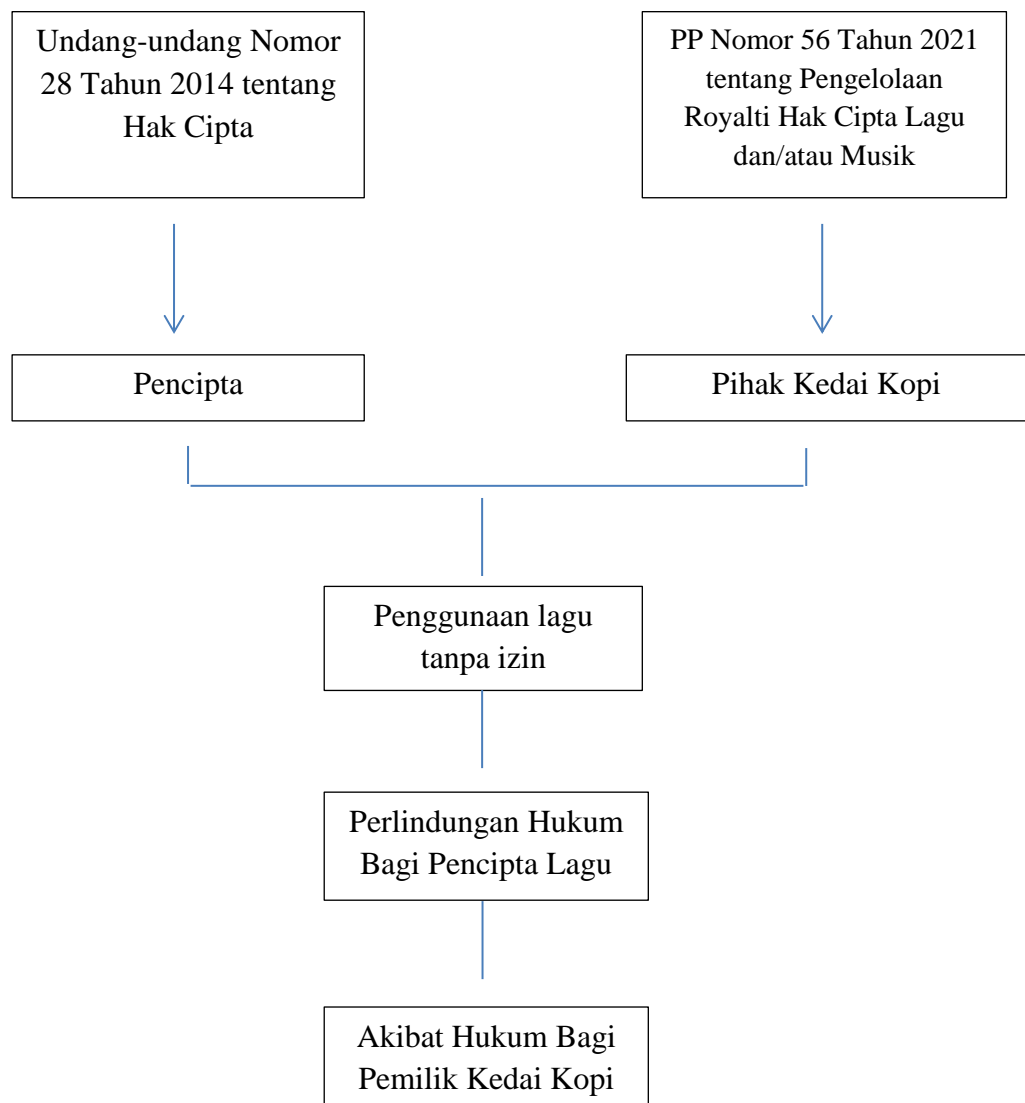 Undang-undang Nomor
28 Tahun 2014 tentang
Hak Cipta
PP Nomor 56 Tahun 2021
tentang Pengelolaan
Royalti Hak Cipta Lagu
dan/atau Musik
Pencipta
Pihak Kedai Kopi
Penggunaan lagu
tanpa izin
Perlindungan Hukum
Bagi Pencipta Lagu
Akibat Hukum Bagi
Pemilik Kedai Kopi